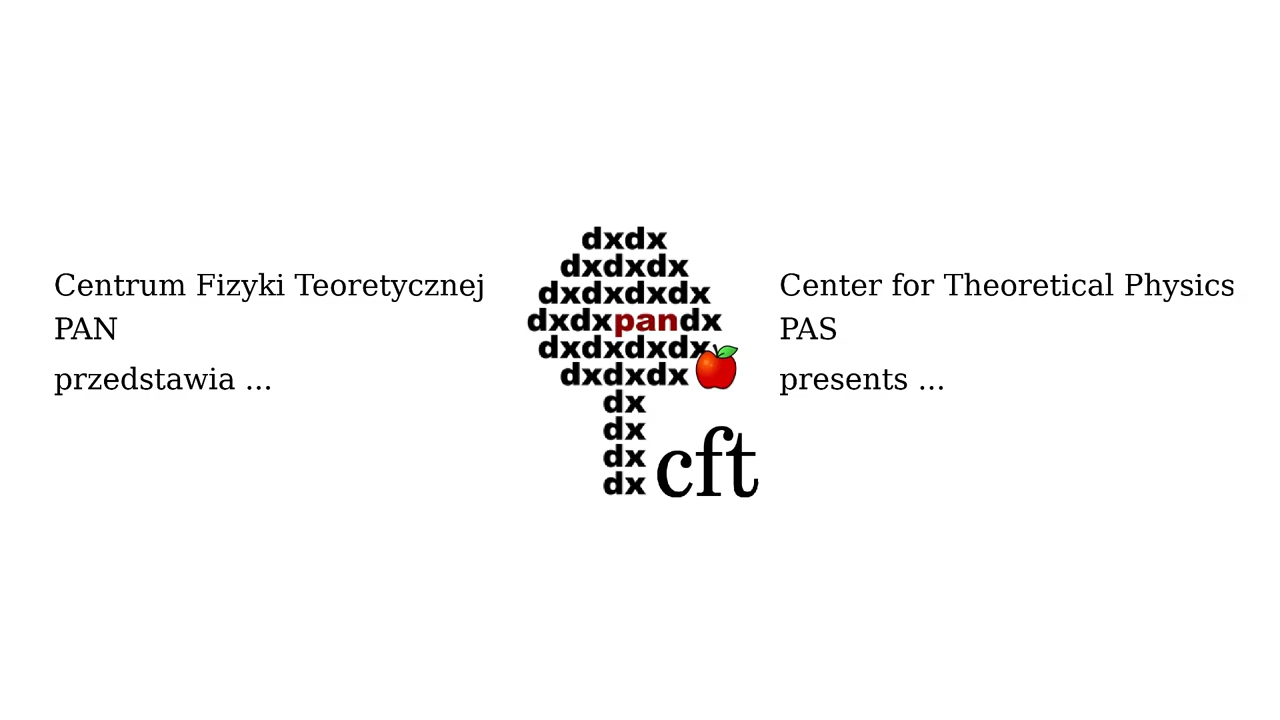 Centrum Fizyki Teoretycznej
PAN
przedstawia ...
dxdx
dxdxdx
dxdxdxdx
dxdxpandx
dxdxdxdx
dxdxdx
dx
dx
dx
dx
cft
Center for Theoretical Physics
PAS
presents ...